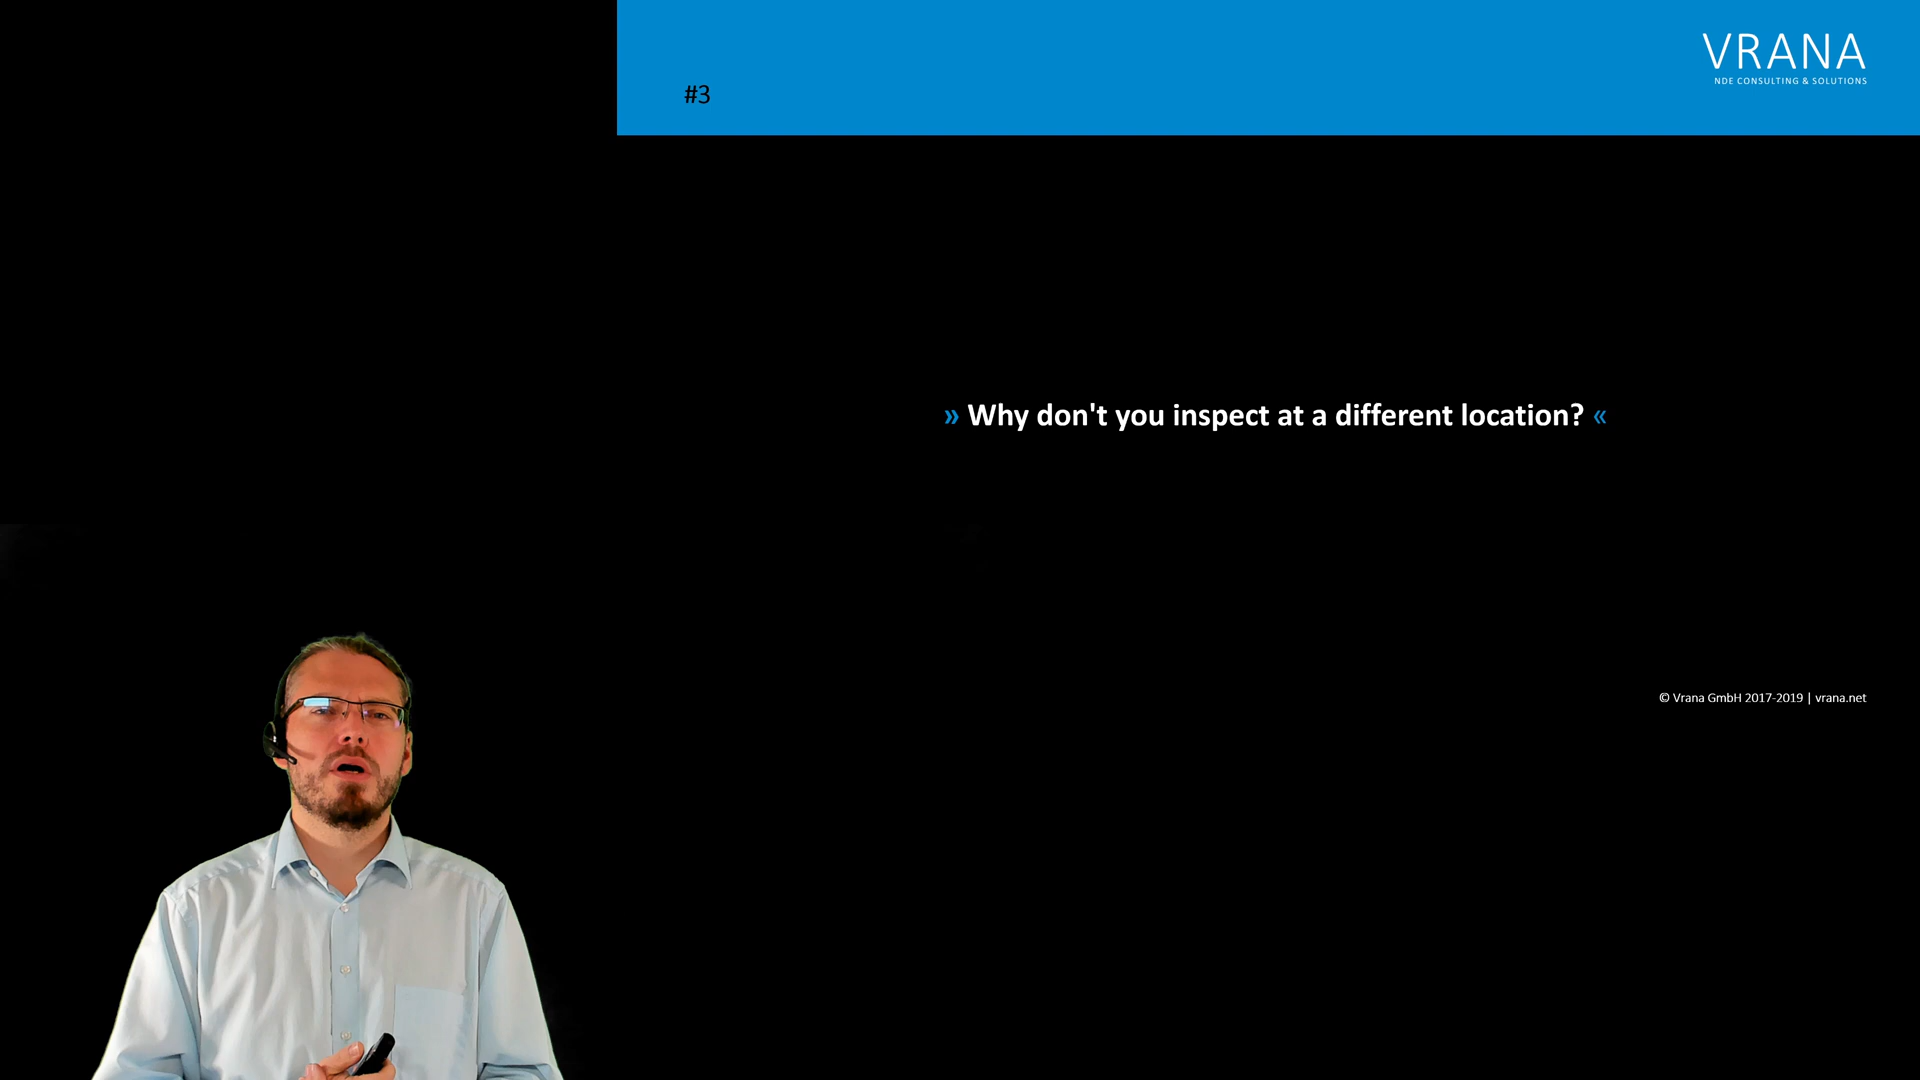 VRANA
NDE CONSULTING & SOLUTIONS
#3
» Why don't you inspect at a different location? «
© Vrana GmbH 2017-2019 | vrana.net